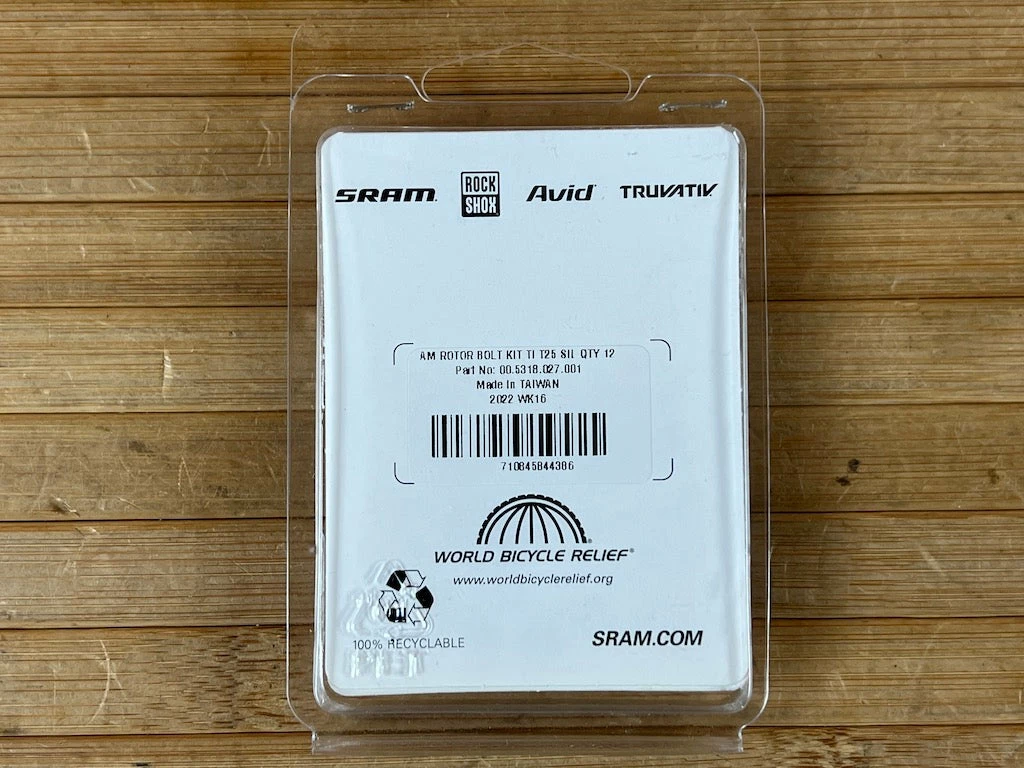 SRAM
ROCK
SHOX
Avid
TRUVATIV
AM ROTOR BOLT KIT TI T25 SIL QTY 12
Part No: 00.5318.027.001
Made In TAIWAN
2022 WK16
710845844386
WORLD BICYCLE RELIEF®
www.worldbicyclerelief.org
100% RECYCLABLE
SRAM.COM